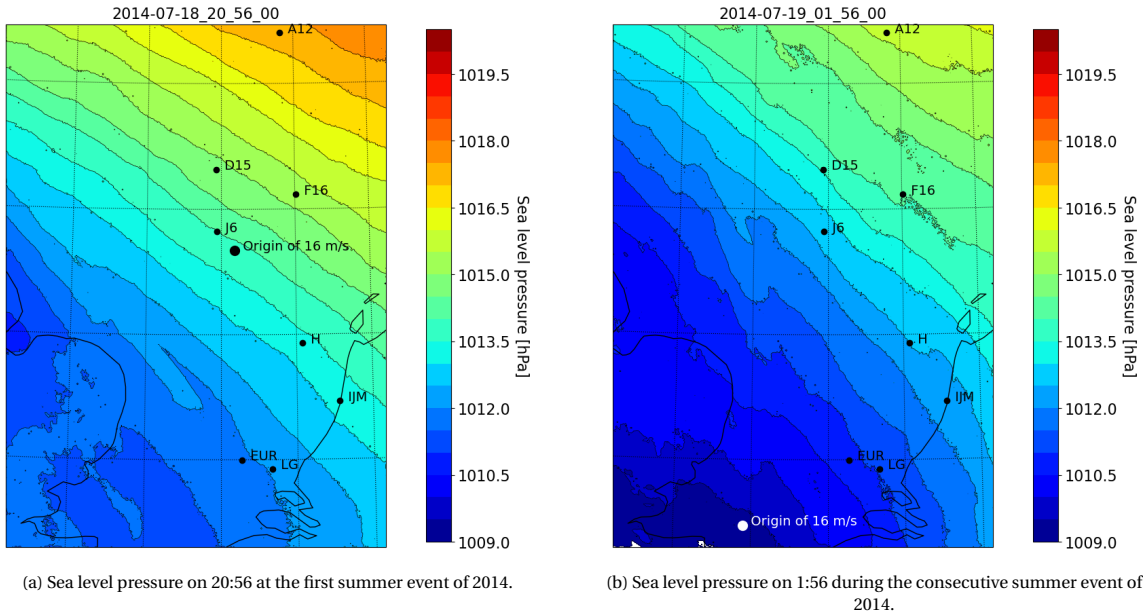 2014-07-18_20_56_00
A12
D15
F16
J6
Origin of 16 m/s
H
IJM
EUR
LG
1019.5
1018.0
1016.5
1015.0
1013.5
1012.0
1010.5
1009.0
Sea level pressure [hPa]
(a) Sea level pressure on 20:56 at the first summer event of 2014.
2014-07-19_01_56_00
A12
D15
F16
J6
H
IJM
EUR
LG
Origin of 16 m/s
1019.5
1018.0
1016.5
1015.0
1013.5
1012.0
1010.5
1009.0
Sea level pressure [hPa]
(b) Sea level pressure on 1:56 during the consecutive summer event of
2014.